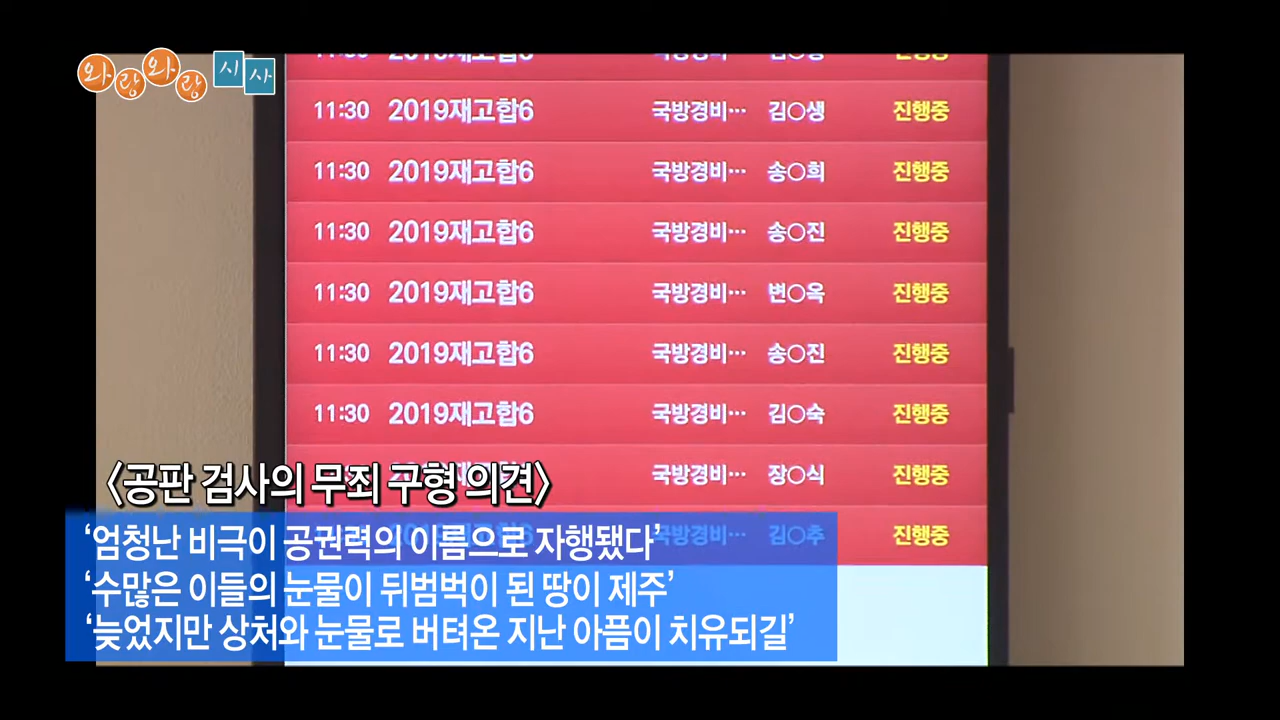 와랑와랑 시사
11:30 2019재고합6 국방경비… 김○생 진행중
11:30 2019재고합6 국방경비… 송○희 진행중
11:30 2019재고합6 국방경비… 송○진 진행중
11:30 2019재고합6 국방경비… 변○옥 진행중
11:30 2019재고합6 국방경비… 송○진 진행중
11:30 2019재고합6 국방경비… 김○숙 진행중
국방경비… 장○식 진행중
2019재고합6 국방경비… 김○추 진행중
<공판 검사의 무죄 구형 의견>
‘엄청난 비극이 공권력의 이름으로 자행됐다’
‘수많은 이들의 눈물이 뒤범벅이 된 땅이 제주’
‘늦었지만 상처와 눈물로 버텨온 지난 아픔이 치유되길’